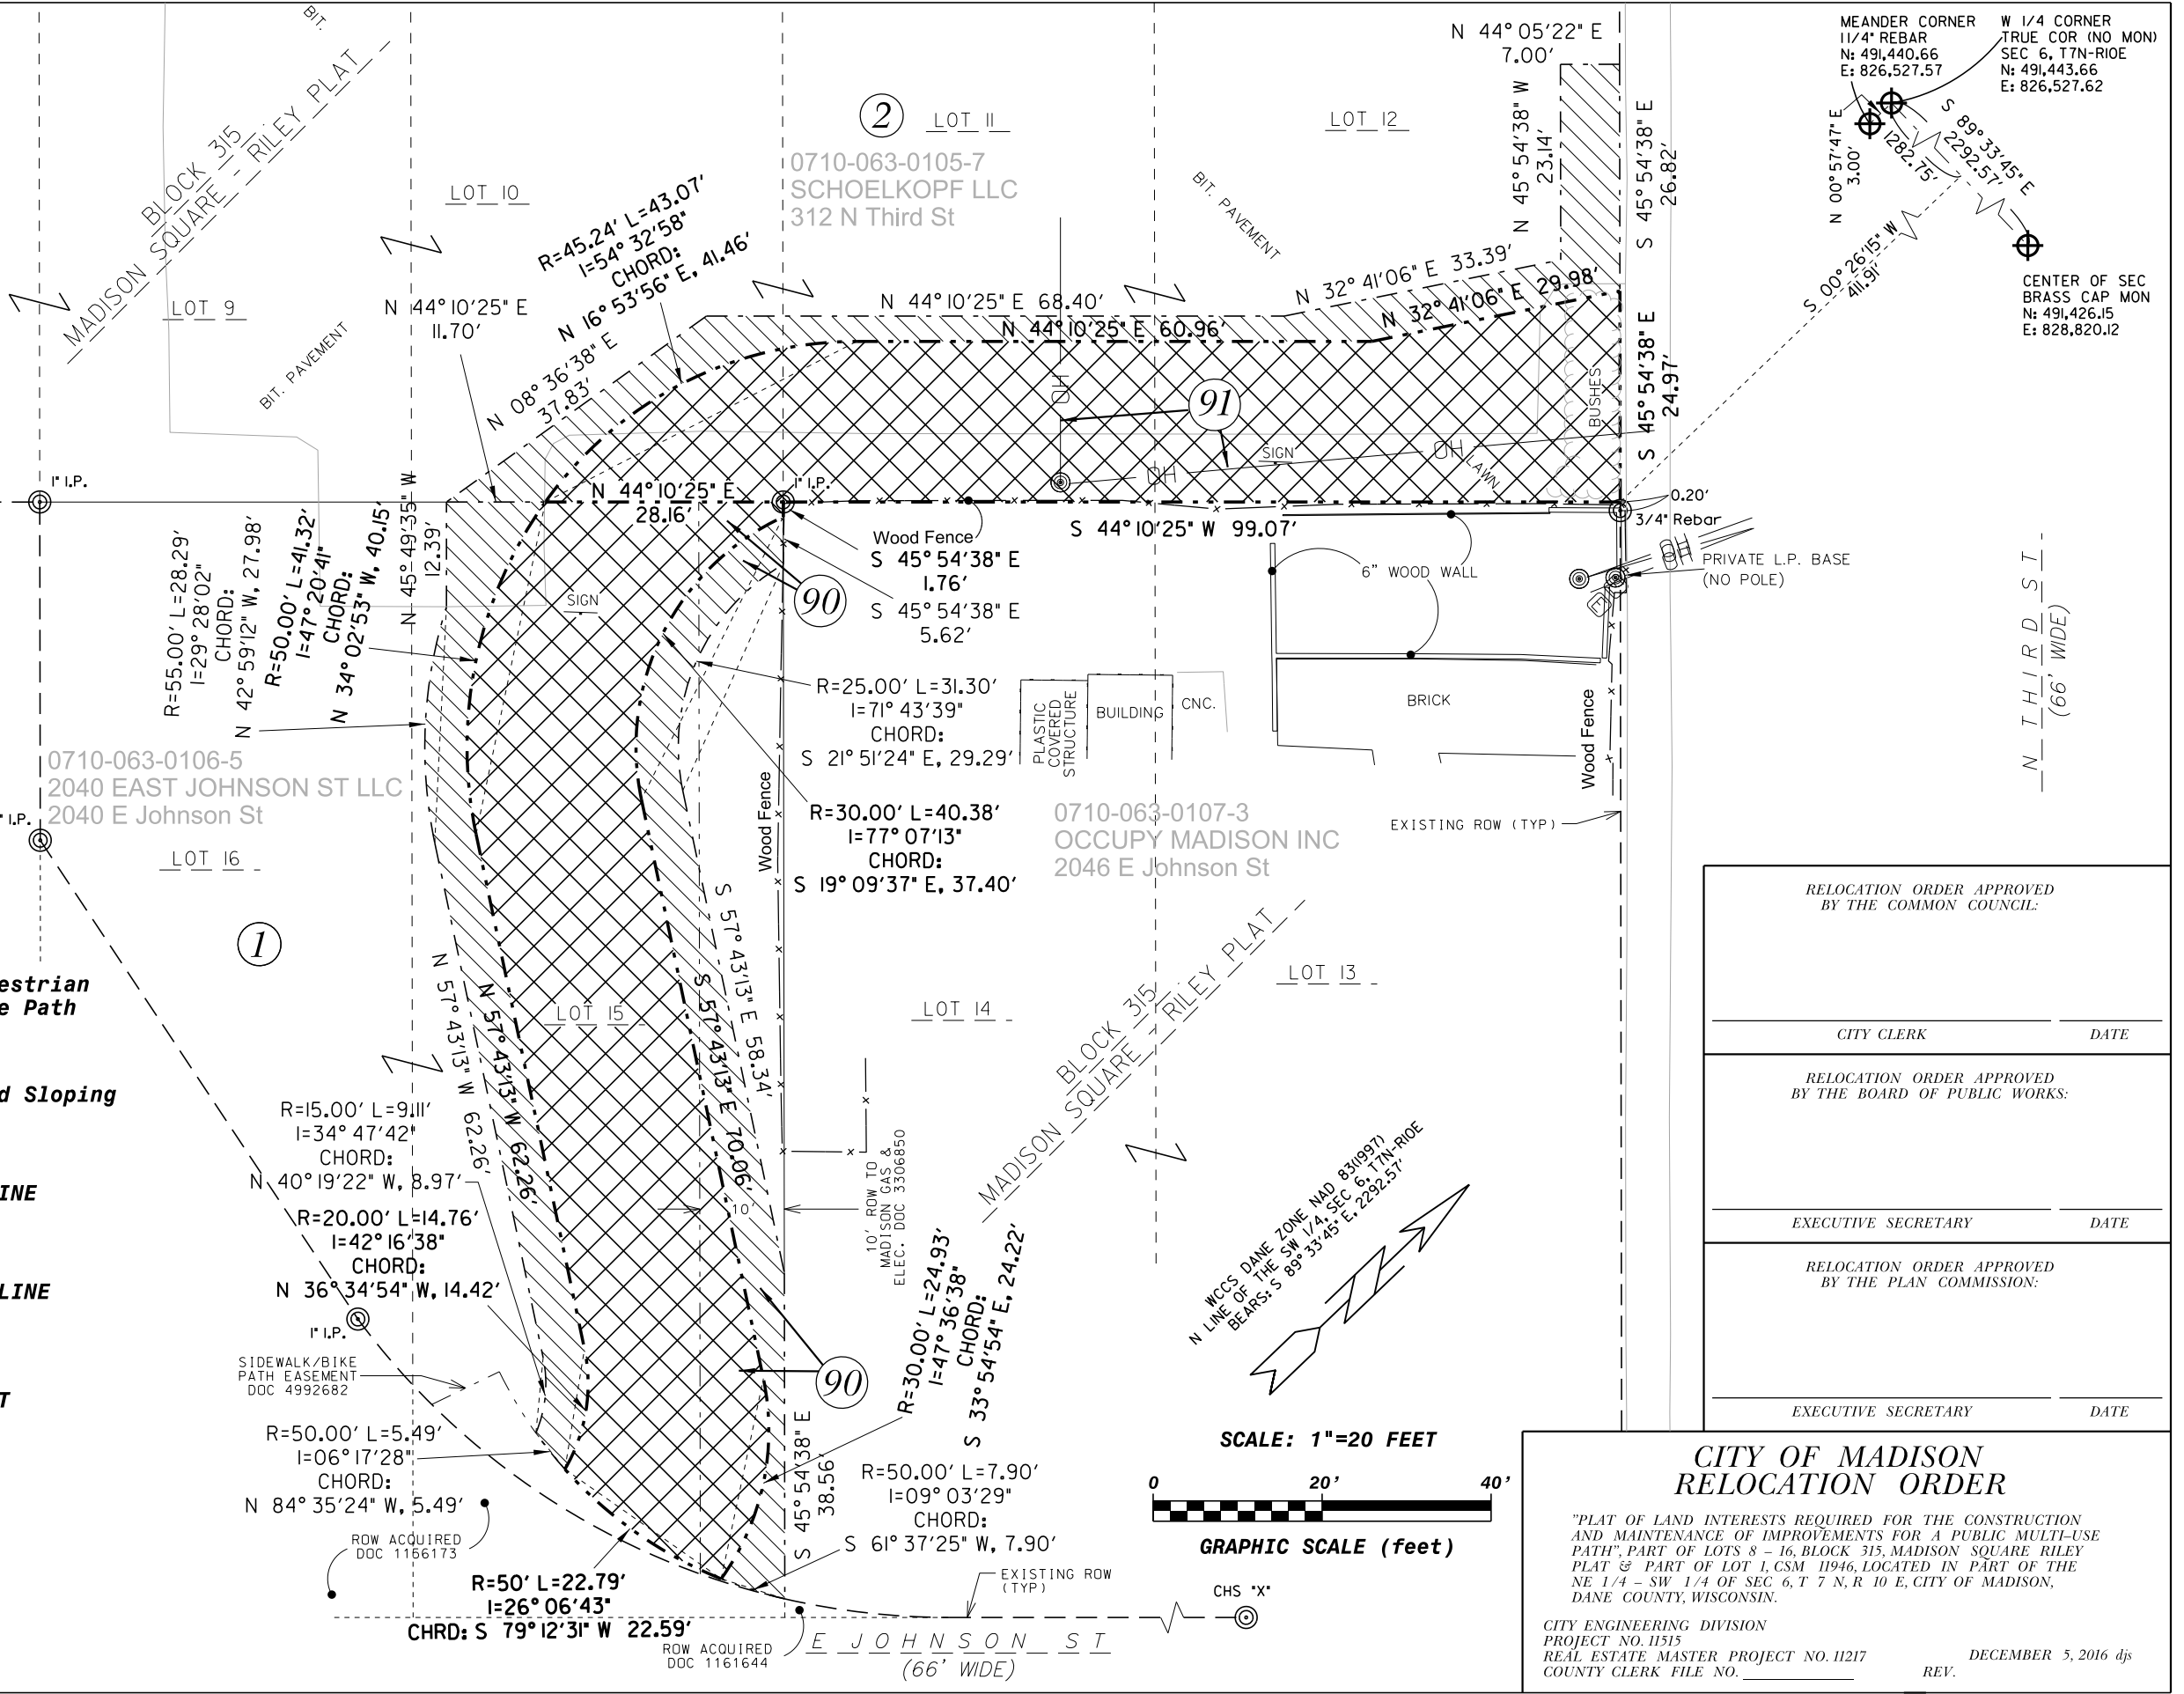 BIT.
BLOCK 315
MADISON SQUARE - RILEY PLAT
LOT 9
BIT. PAVEMENT
LOT 10
2
LOT 11
0710-063-0105-7
SCHOELKOPF LLC
312 N Third St
LOT 12
BIT. PAVEMENT
N 44°05'22" E
7.00'
N 45°54'38" W
23.14'
S 45°54'38" E
26.82'
MEANDER CORNER
1 1/4" REBAR
N: 491,440.66
E: 826,527.57
W 1/4 CORNER
TRUE COR (NO MON)
SEC 6, T7N-R10E
N: 491,443.66
E: 826,527.62
N 00°57'47" E
3.00'
1282.75'
S 89°33'45" E
2292.57'
S 00°26'15" W
411.91'
CENTER OF SEC
BRASS CAP MON
N: 491,426.15
E: 828,820.12
R=45.24' L=43.07'
I=54°32'58"
CHORD:
N 16°53'56" E, 41.46'
N 44°10'25" E
11.70'
N 08°36'38" E
37.83'
N 44°10'25" E 68.40'
N 44°10'25" E 60.96'
N 32°41'06" E 33.39'
N 32°41'06" E 29.98'
S 45°54'38" E
24.97'
BUSHES
91
OH
SIGN
OH
OH
LAWN
1" I.P.
N 44°10'25" E
28.16'
1" I.P.
Wood Fence
S 44°10'25" W 99.07'
0.20'
3/4" Rebar
OH
PRIVATE L.P. BASE
(NO POLE)
E
6" WOOD WALL
S 45°54'38" E
1.76'
S 45°54'38" E
5.62'
90
SIGN
N 45°49'35" W
12.39'
R=55.00' L=28.29'
I=29°28'02"
CHORD:
N 42°59'12" W, 27.98'
R=50.00' L=41.32'
I=47°20'41"
CHORD:
N 34°02'53" W, 40.15'
R=25.00' L=31.30'
I=71°43'39"
CHORD:
S 21°51'24" E, 29.29'
R=30.00' L=40.38'
I=77°07'13"
CHORD:
S 19°09'37" E, 37.40'
PLASTIC
COVERED
STRUCTURE
BUILDING
CNC.
BRICK
Wood Fence
Wood Fence
N THIRD ST
(66' WIDE)
0710-063-0106-5
2040 EAST JOHNSON ST LLC
2040 E Johnson St
I.P.
LOT 16
1
0710-063-0107-3
OCCUPY MADISON INC
2046 E Johnson St
EXISTING ROW (TYP)
LOT 13
LOT 14
LOT 15
BLOCK 315
MADISON SQUARE - RILEY PLAT
estrian
e Path
d Sloping
INE
LINE
T
N 57°43'13" W 62.26'
N 57°43'13" W 62.26'
S 57°43'13" E 70.06'
S 57°43'13" E 58.34'
10'
10' ROW TO
MADISON GAS &
ELEC. DOC 3306850
R=15.00' L=9.11'
I=34°47'42"
CHORD:
N 40°19'22" W, 8.97'
R=20.00' L=14.76'
I=42°16'38"
CHORD:
N 36°34'54" W, 14.42'
1" I.P.
SIDEWALK/BIKE
PATH EASEMENT
DOC 4992682
R=50.00' L=5.49'
I=06°17'28"
CHORD:
N 84°35'24" W, 5.49'
ROW ACQUIRED
DOC 1156173
R=50' L=22.79'
I=26°06'43"
CHRD: S 79°12'31" W 22.59'
ROW ACQUIRED
DOC 1161644
90
R=30.00' L=24.93'
I=47°36'38"
CHORD:
S 33°54'54" E, 24.22'
S 45°54'38" E
38.56'
R=50.00' L=7.90'
I=09°03'29"
CHORD:
S 61°37'25" W, 7.90'
EXISTING ROW
(TYP)
E JOHNSON ST
(66' WIDE)
CHS "X"
WCCS DANE ZONE NAD 83(1997)
N LINE OF THE SW 1/4, SEC 6, T7N-R10E
BEARS: S 89°33'45" E, 2292.57'
SCALE: 1"=20 FEET
0 20' 40'
GRAPHIC SCALE (feet)
RELOCATION ORDER APPROVED
BY THE COMMON COUNCIL:
CITY CLERK DATE
RELOCATION ORDER APPROVED
BY THE BOARD OF PUBLIC WORKS:
EXECUTIVE SECRETARY DATE
RELOCATION ORDER APPROVED
BY THE PLAN COMMISSION:
EXECUTIVE SECRETARY DATE
CITY OF MADISON
RELOCATION ORDER
"PLAT OF LAND INTERESTS REQUIRED FOR THE CONSTRUCTION
AND MAINTENANCE OF IMPROVEMENTS FOR A PUBLIC MULTI-USE
PATH", PART OF LOTS 8 - 16, BLOCK 315, MADISON SQUARE RILEY
PLAT & PART OF LOT 1, CSM 11946, LOCATED IN PART OF THE
NE 1/4 - SW 1/4 OF SEC 6, T 7 N, R 10 E, CITY OF MADISON,
DANE COUNTY, WISCONSIN.
CITY ENGINEERING DIVISION
PROJECT NO. 11515
REAL ESTATE MASTER PROJECT NO. 11217
COUNTY CLERK FILE NO.
DECEMBER 5, 2016 djs
REV.